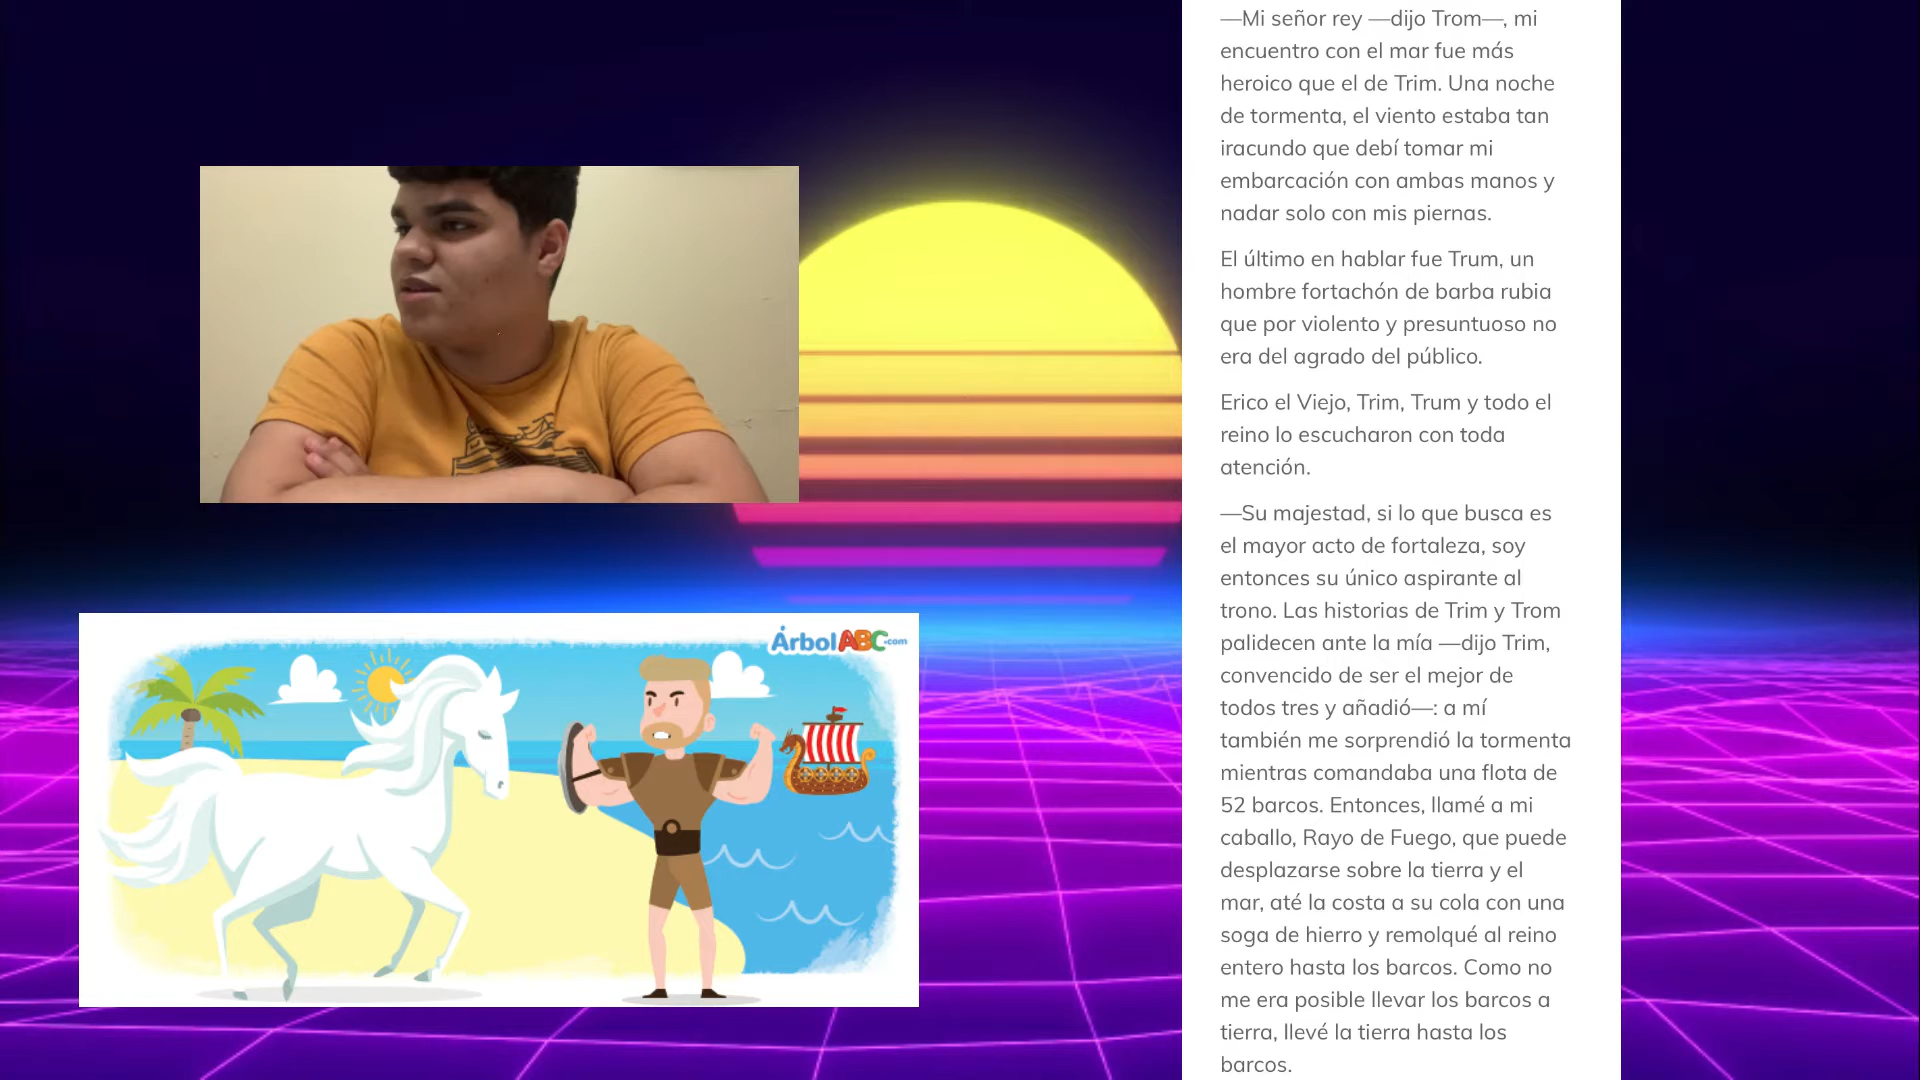 —Mi señor rey —dijo Trom—, mi
encuentro con el mar fue más
heroico que el de Trim. Una noche
de tormenta, el viento estaba tan
iracundo que debí tomar mi
embarcación con ambas manos y
nadar solo con mis piernas.
El último en hablar fue Trum, un
hombre fortachón de barba rubia
que por violento y presuntuoso no
era del agrado del público.
Erico el Viejo, Trim, Trum y todo el
reino lo escucharon con toda
atención.
—Su majestad, si lo que busca es
el mayor acto de fortaleza, soy
entonces su único aspirante al
trono. Las historias de Trim y Trom
palidecen ante la mía —dijo Trim,
convencido de ser el mejor de
todos tres y añadió—: a mí
también me sorprendió la tormenta
mientras comandaba una flota de
52 barcos. Entonces, llamé a mi
caballo, Rayo de Fuego, que puede
desplazarse sobre la tierra y el
mar, até la costa a su cola con una
soga de hierro y remolqué al reino
entero hasta los barcos. Como no
me era posible llevar los barcos a
tierra, llevé la tierra hasta los
barcos.
ÁrbolABC.com